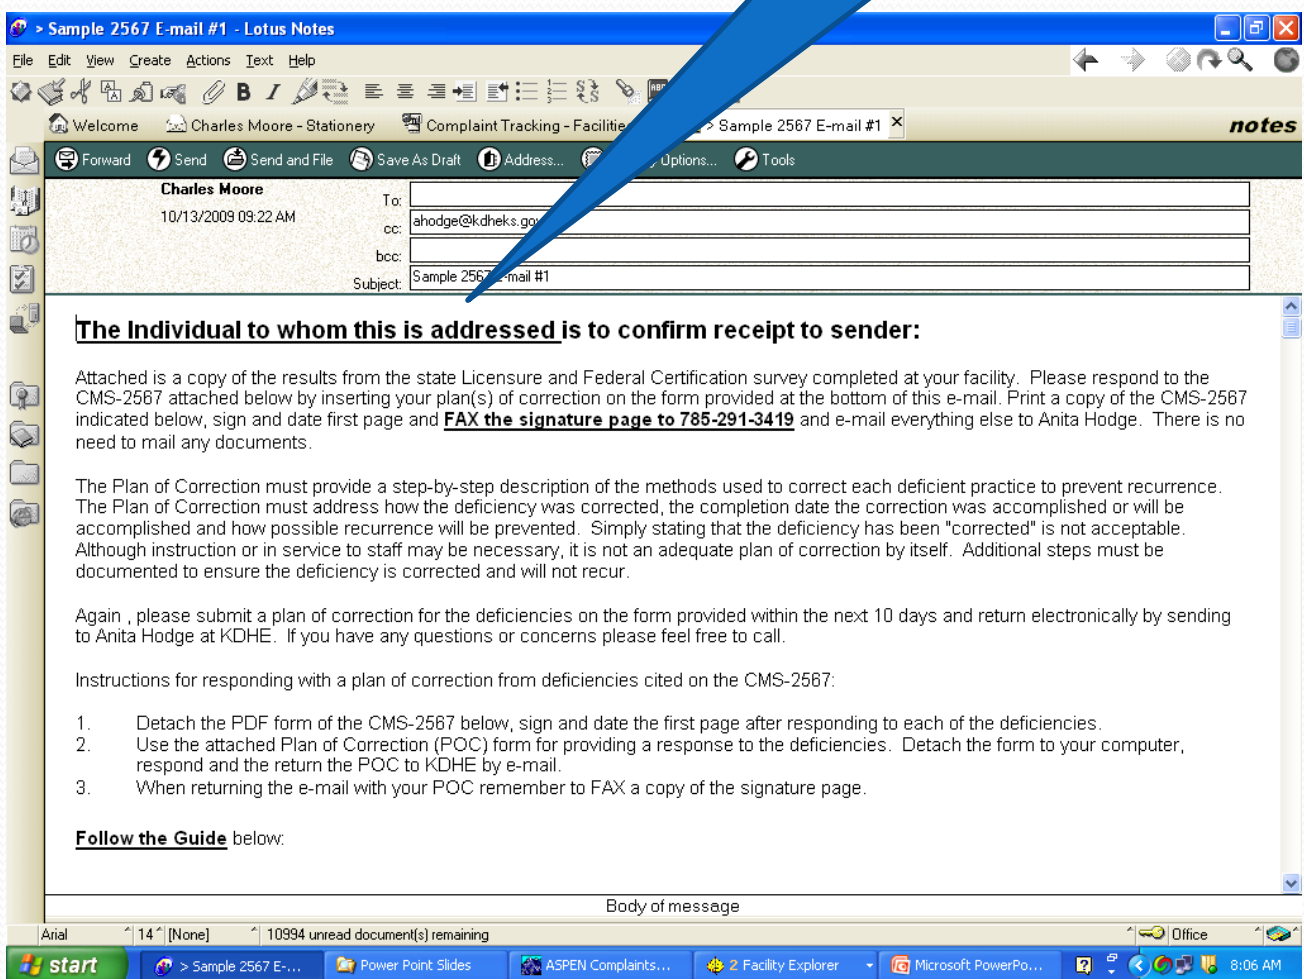 > Sample 2567 E-mail #1 - Lotus Notes
File Edit View Create Actions Text Help
Welcome Charles Moore - Stationery Complaint Tracking - Facilitie > Sample 2567 E-mail #1 notes
Forward Send Send and File Save As Draft Address... Options... Tools
Charles Moore
10/13/2009 09:22 AM
To:
cc: ahodge@kdheks.gov
bcc:
Subject: Sample 2567 E-mail #1
The Individual to whom this is addressed is to confirm receipt to sender:
Attached is a copy of the results from the state Licensure and Federal Certification survey completed at your facility. Please respond to the
CMS-2567 attached below by inserting your plan(s) of correction on the form provided at the bottom of this e-mail. Print a copy of the CMS-2567
indicated below, sign and date first page and FAX the signature page to 785-291-3419 and e-mail everything else to Anita Hodge. There is no
need to mail any documents.
The Plan of Correction must provide a step-by-step description of the methods used to correct each deficient practice to prevent recurrence.
The Plan of Correction must address how the deficiency was corrected, the completion date the correction was accomplished or will be
accomplished and how possible recurrence will be prevented. Simply stating that the deficiency has been "corrected" is not acceptable.
Although instruction or in service to staff may be necessary, it is not an adequate plan of correction by itself. Additional steps must be
documented to ensure the deficiency is corrected and will not recur.
Again , please submit a plan of correction for the deficiencies on the form provided within the next 10 days and return electronically by sending
to Anita Hodge at KDHE. If you have any questions or concerns please feel free to call.
Instructions for responding with a plan of correction from deficiencies cited on the CMS-2567:
1. Detach the PDF form of the CMS-2567 below, sign and date the first page after responding to each of the deficiencies.
2. Use the attached Plan of Correction (POC) form for providing a response to the deficiencies. Detach the form to your computer,
respond and the return the POC to KDHE by e-mail.
3. When returning the e-mail with your POC remember to FAX a copy of the signature page.
Follow the Guide below:
Body of message
Arial 14 [None] 10994 unread document(s) remaining Office
start > Sample 2567 E-... Power Point Slides ASPEN Complaints... 2 Facility Explorer Microsoft PowerPo... 8:06 AM